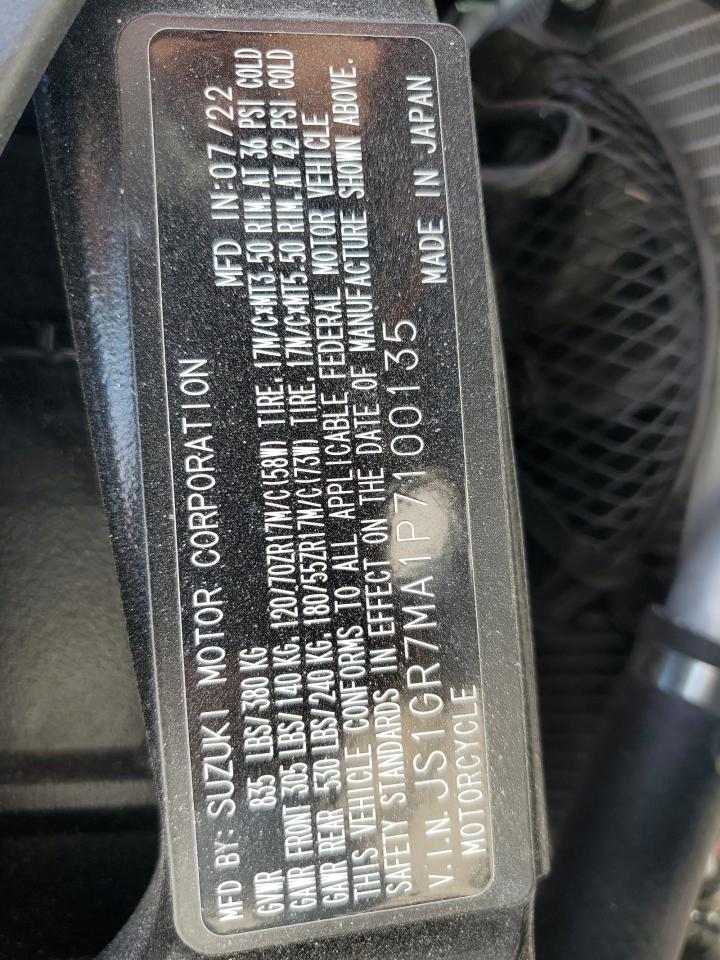 MFD BY: SUZUKI MOTOR CORPORATION MFD IN:07/22
GVWR 835 LBS/380 KG
GAWR FRONT 305 LBS/140 KG, 120/70ZR17M/C(58W) TIRE, 17M/C×MT3.50 RIM, AT 36 PSI COLD
GAWR REAR 530 LBS/240 KG, 180/55ZR17M/C(73W) TIRE, 17M/C×MT5.50 RIM, AT 42 PSI COLD
THIS VEHICLE CONFORMS TO ALL APPLICABLE FEDERAL MOTOR VEHICLE
SAFETY STANDARDS IN EFFECT ON THE DATE OF MANUFACTURE SHOWN ABOVE.
V.I.N. JS1GR7MA1P7100135
MOTORCYCLE MADE IN JAPAN